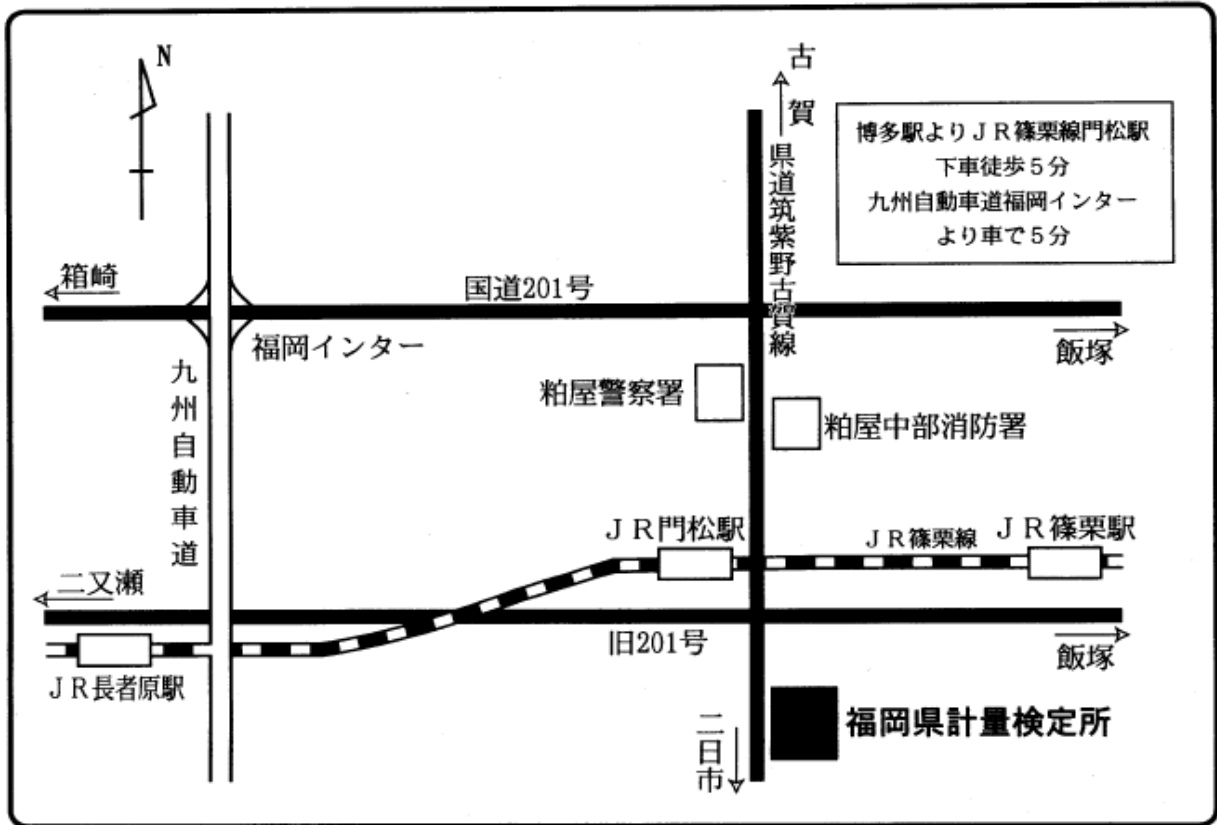 N
古賀
県道筑紫野古賀線
博多駅よりJR篠栗線門松駅
下車徒歩5分
九州自動車道福岡インター
より車で5分
箱崎
国道201号
福岡インター
飯塚
九州自動車道
粕屋警察署
粕屋中部消防署
JR門松駅
JR篠栗線
JR篠栗駅
二又瀬
旧201号
飯塚
JR長者原駅
二日市
福岡県計量検定所